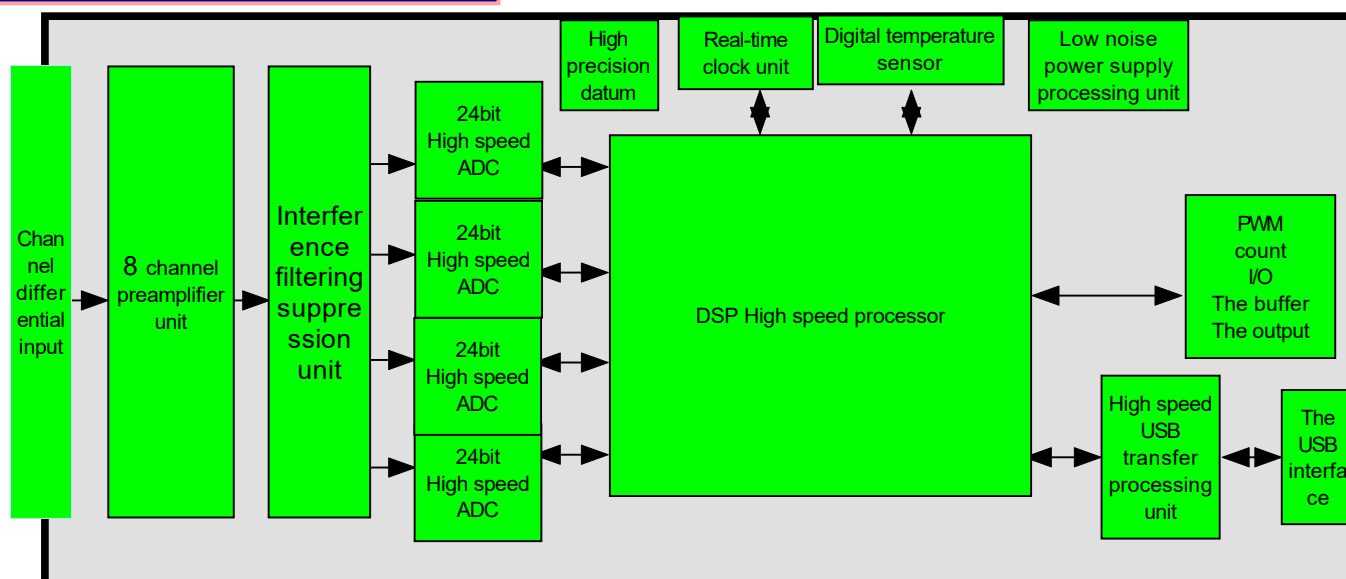 High
precision
datum
Real-time
clock unit
Digital temperature
sensor
Low noise
power supply
processing unit
Chan
nel
differ
ential
input
8 channel
preamplifier
unit
Interfer
ence
filtering
suppre
ssion
unit
24bit
High speed
ADC
24bit
High speed
ADC
24bit
High speed
ADC
24bit
High speed
ADC
DSP High speed processor
PWM
count
I/O
The buffer
The output
High speed
USB
transfer
processing
unit
The
USB
interfa
ce